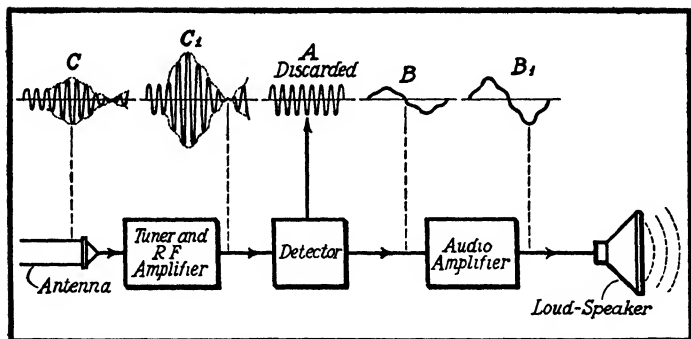 C
C1
A
Discarded
B
B1
Tuner and
RF
Amplifier
Detector
Audio
Amplifier
Antenna
Loud-Speaker